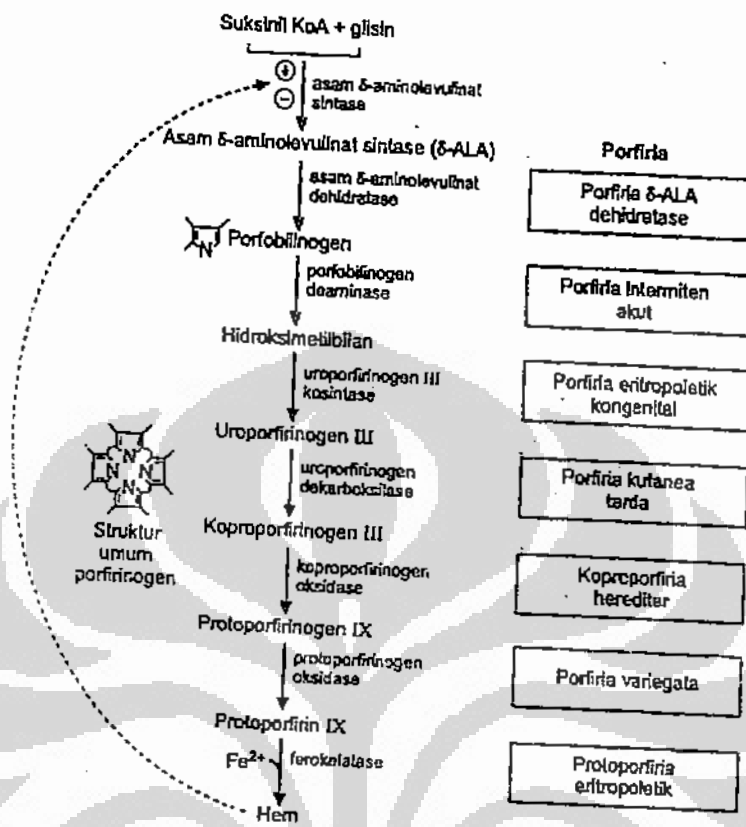 Suksinil KoA + glisin
asam δ-aminolevulinat
sintase
Asam δ-aminolevulinat sintase (δ-ALA)
asam δ-aminolevulinat
dehidratase
N
Porfobilinogen
porfobilinogen
deaminase
Hidroksimetilbilan
uroporfirinogen III
kosintase
Uroporfirinogen III
uroporfirinogen
dekarboksilase
Koproporfirinogen III
koproporfirinogen
oksidase
Protoporfirinogen IX
protoporfirinogen
oksidase
Protoporfirin IX
Fe²⁺
ferokelatase
Hem
N
N N
N
Struktur
umum
porfirinogen
Porfiria
Porfiria δ-ALA
dehidratase
Porfiria Intermiten
akut
Porfiria eritropoietik
kongenital
Porfiria kutanea
tarda
Koproporfiria
herediter
Porfiria variegata
Protoporfiria
eritropoietik